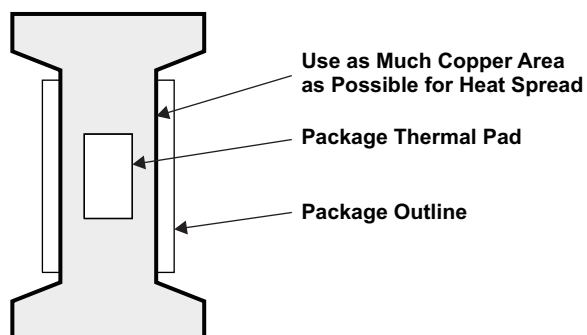 Use as Much Copper Area
as Possible for Heat Spread
Package Thermal Pad
Package Outline